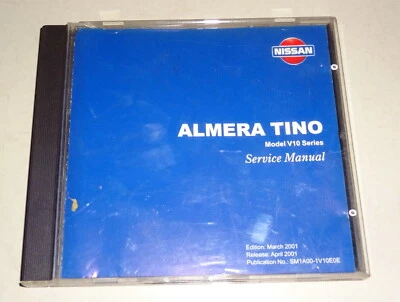 NISSAN
ALMERA TINO
Model V10 Series
Service Manual
Edition: March 2001
Release: April 2001
Publication No.: SM1A00-1V10E0E